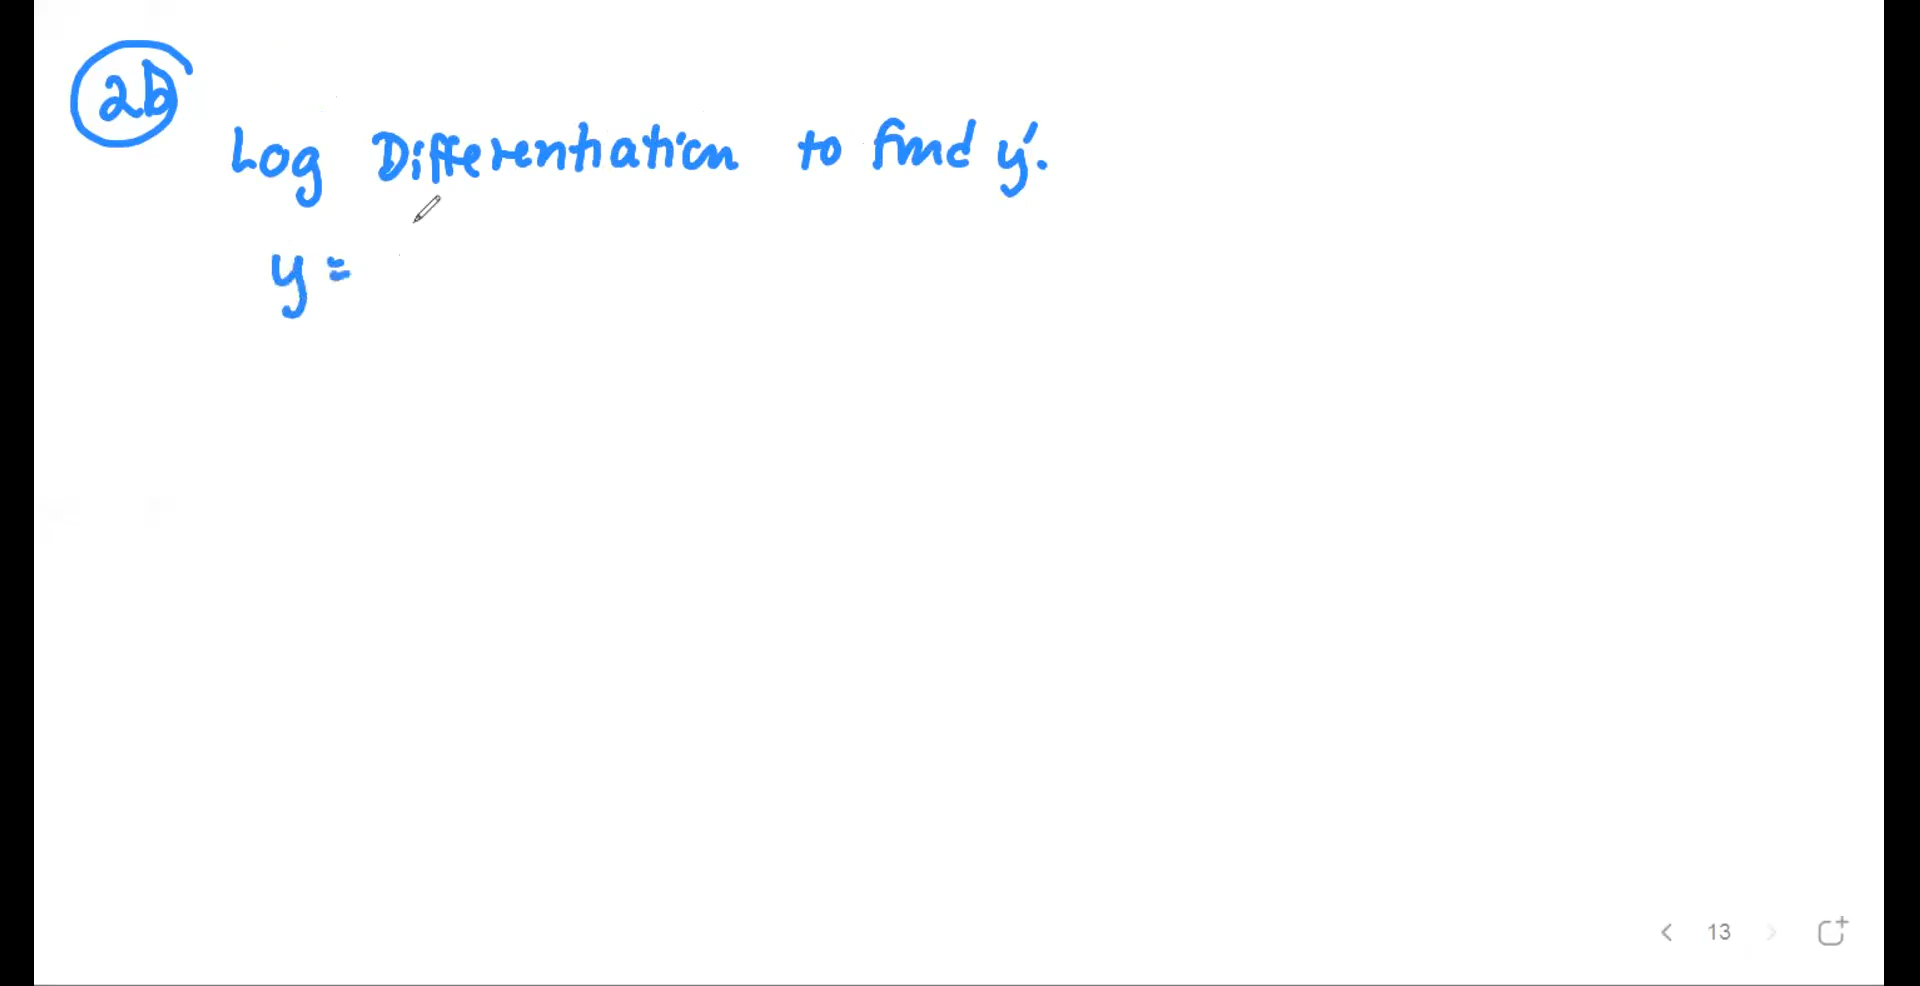 2b
Log Differentiation to find y'.
y =
13